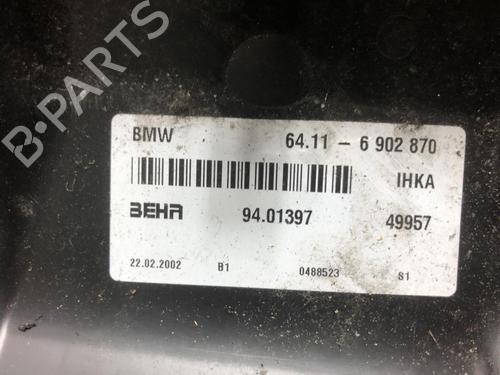 B-PARTS
BMW 64.11 – 6 902 870
IHKA
BEHR 94.01397 49957
22.02.2002 B1 0488523 S1